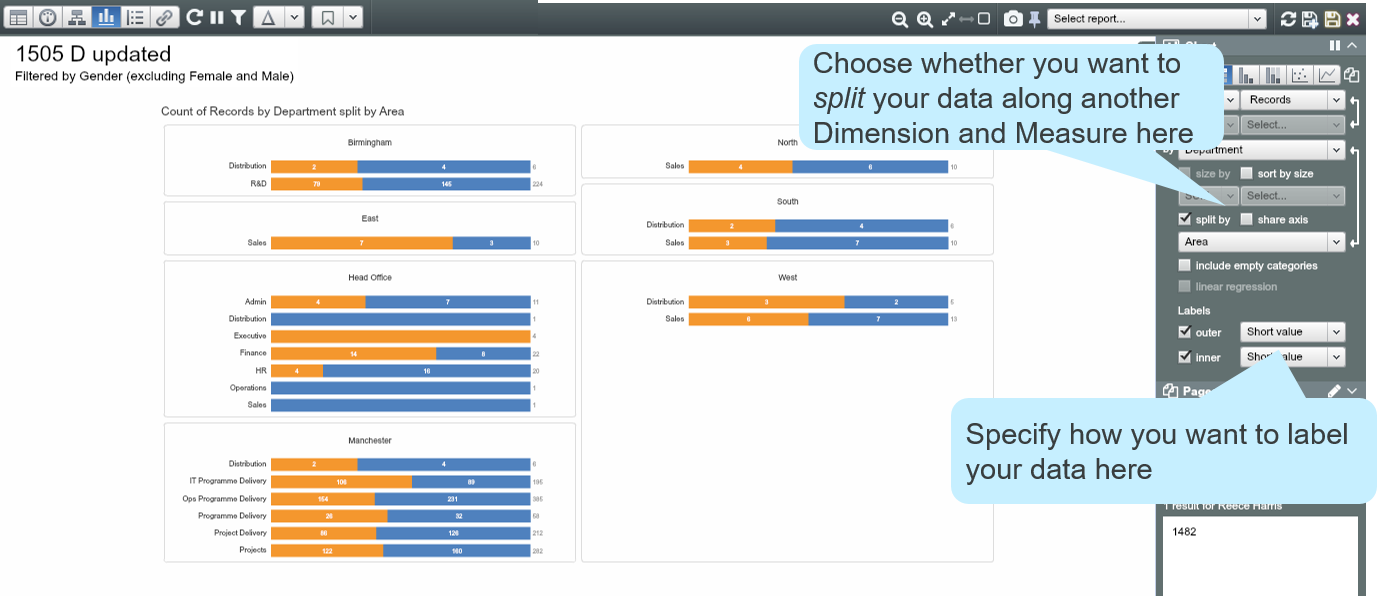 Select report...
1505 D updated
Filtered by Gender (excluding Female and Male)
Count of Records by Department split by Area
Birmingham
Distribution 2 4 6
R&D 79 145 224
East
Sales 7 3 10
Head Office
Admin 4 7 11
Distribution 1
Executive 4
Finance 14 8 22
HR 4 16 20
Operations 1
Sales 1
Manchester
Distribution 2 4 6
IT Programme Delivery 106 89 195
Ops Programme Delivery 154 231 385
Programme Delivery 26 32 58
Project Delivery 86 126 212
Projects 122 160 282
North
Sales 4 6 10
South
Distribution 2 4 6
Sales 3 7 10
West
Distribution 3 2 5
Sales 6 7 13
Choose whether you want to
split your data along another
Dimension and Measure here
Records
Select...
Department
size by sort by size
Select...
split by share axis
Area
include empty categories
linear regression
Labels
outer Short value
inner Short value
Page
Specify how you want to label
your data here
1 result for Reece Harris
1482